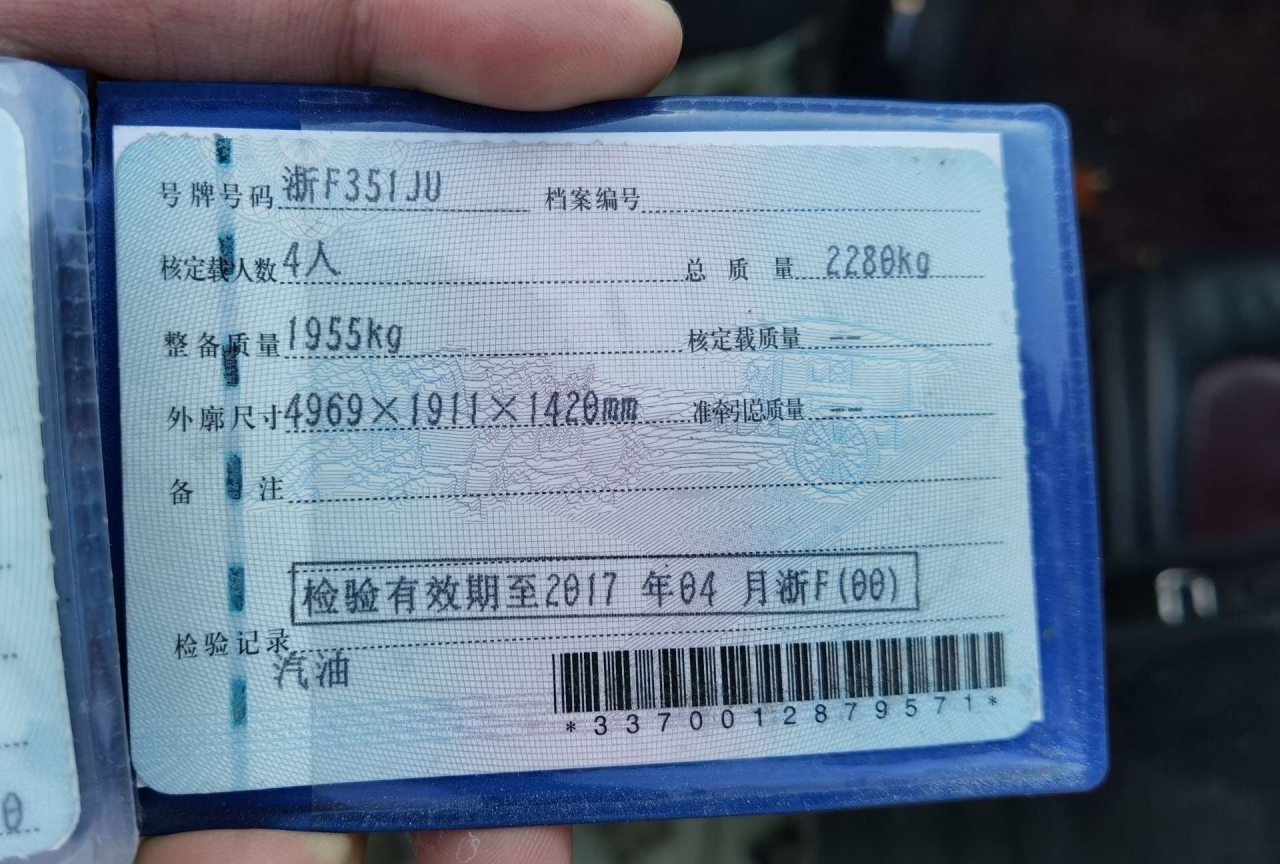 号牌号码 浙F351JU 档案编号
核定载人数 4人 总质量 2280kg
整备质量 1955kg 核定载质量 --
外廓尺寸 4969×1911×1420mm 准牵引总质量 --
备注
检验有效期至2017 年04 月浙F(00)
检验记录
汽油
*3370012879571*